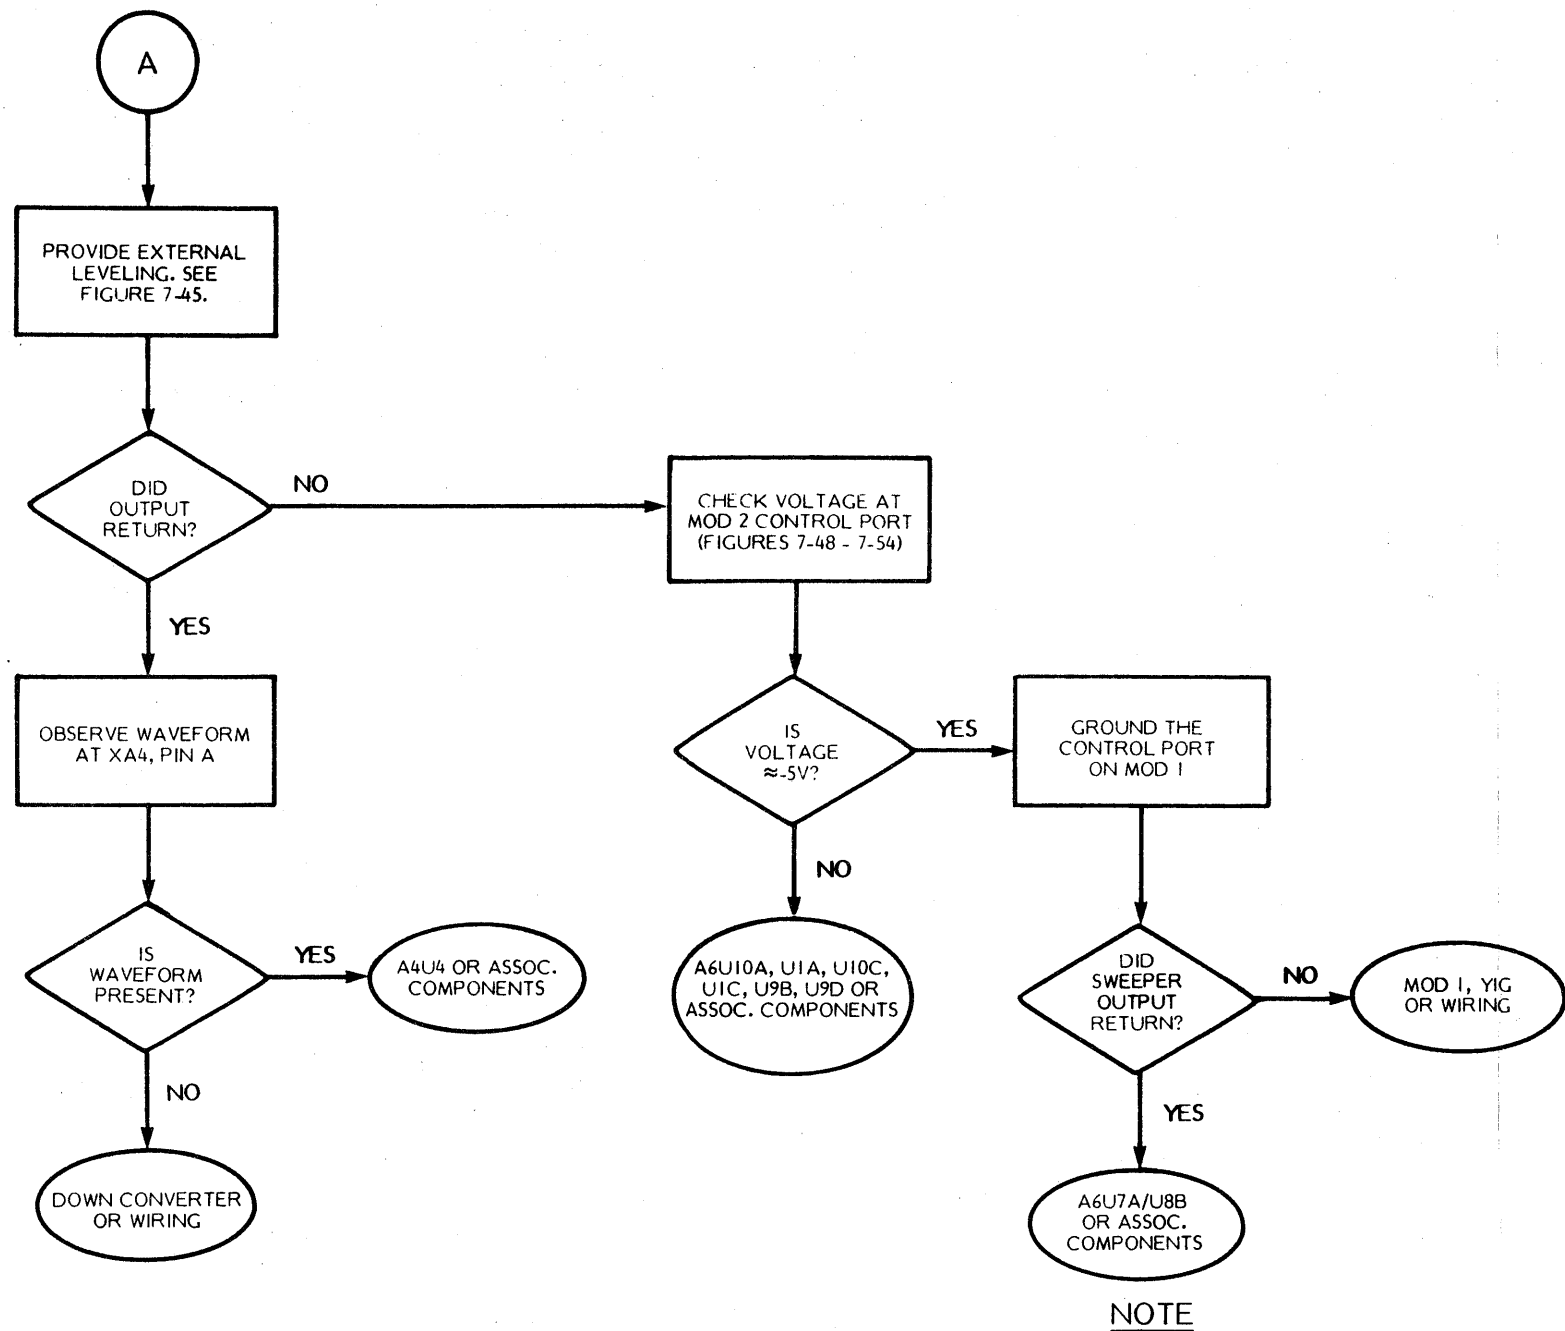 A
PROVIDE EXTERNAL
LEVELING. SEE
FIGURE 7-45.
DID
OUTPUT
RETURN?
NO
CHECK VOLTAGE AT
MOD 2 CONTROL PORT
(FIGURES 7-48 - 7-54)
YES
OBSERVE WAVEFORM
AT XA4, PIN A
IS
VOLTAGE
≈-5V?
YES
GROUND THE
CONTROL PORT
ON MOD 1
NO
IS
WAVEFORM
PRESENT?
YES
A4U4 OR ASSOC.
COMPONENTS
A6U10A, U1A, U10C,
U1C, U9B, U9D OR
ASSOC. COMPONENTS
DID
SWEEPER
OUTPUT
RETURN?
NO
MOD 1, YIG
OR WIRING
NO
YES
DOWN CONVERTER
OR WIRING
A6U7A/U8B
OR ASSOC.
COMPONENTS
NOTE